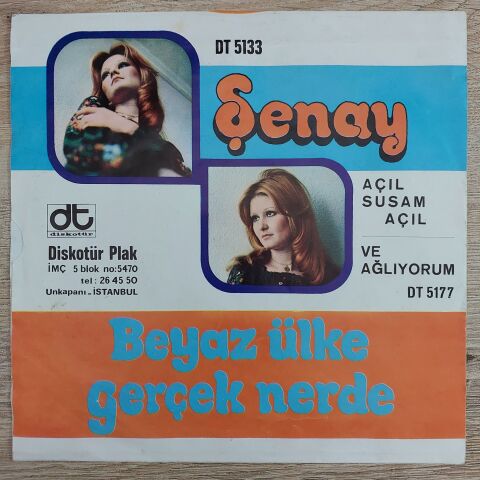 DT 5133
Şenay
AÇIL
SUSAM
AÇIL
VE
AĞLIYORUM
DT 5177
dt
diskotür
Diskotür Plak
İMÇ 5 blok no:5470
tel: 26 45 50
Unkapanı - İSTANBUL
Beyaz ülke
gerçek nerde